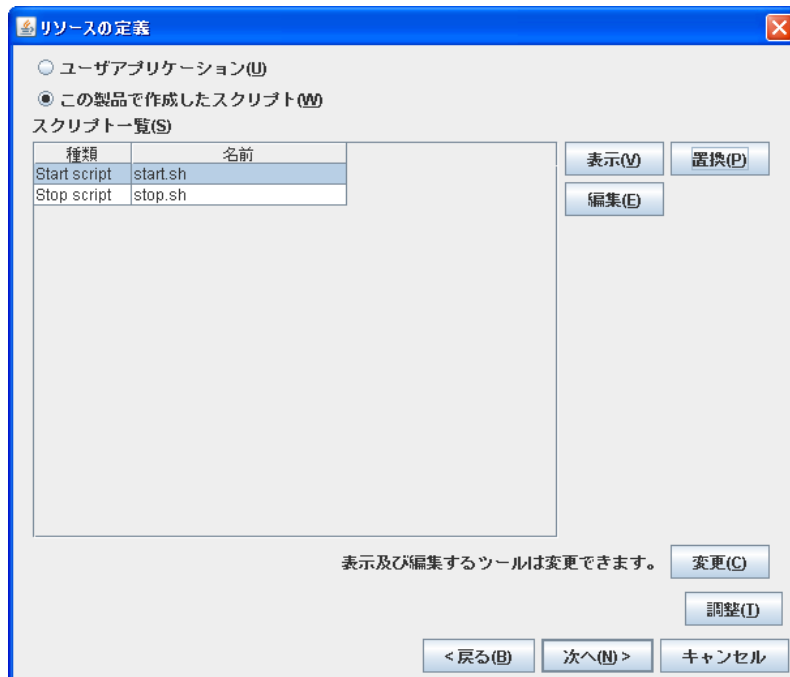 リソースの定義
ユーザアプリケーション(U)
この製品で作成したスクリプト(W)
スクリプト一覧(S)
種類 名前
Start script start.sh
Stop script stop.sh
表示(V) 置換(P)
編集(E)
表示及び編集するツールは変更できます。 変更(C)
調整(T)
<戻る(B) 次へ(N)> キャンセル